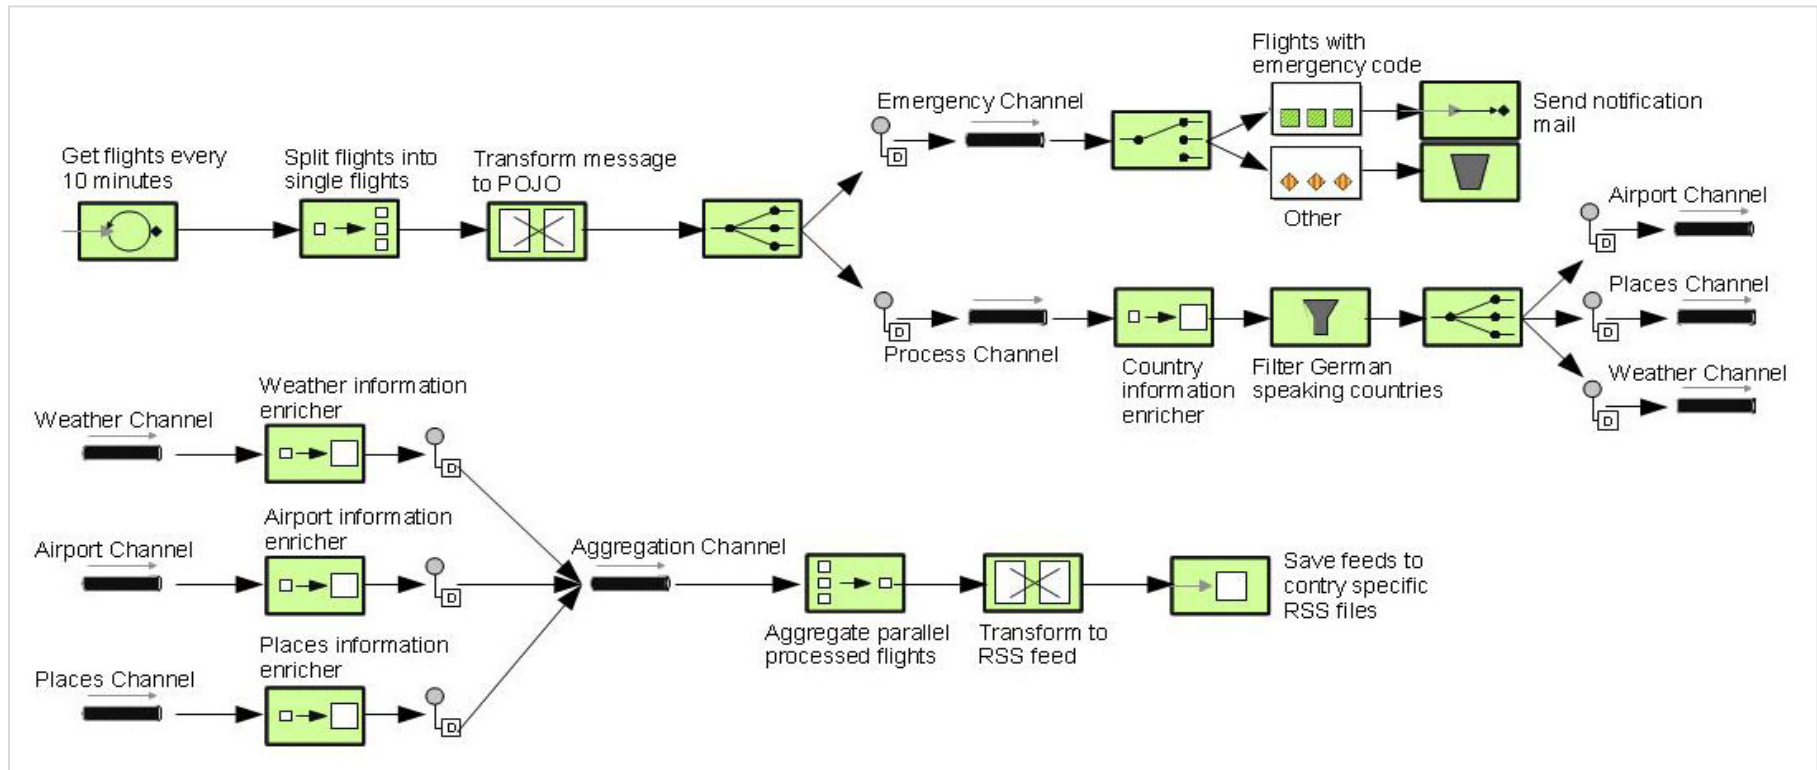 Get flights every
10 minutes
Split flights into
single flights
Transform message
to POJO
Emergency Channel
D
Flights with
emergency code
Send notification
mail
Other
D
Process Channel
Country
information
enricher
Filter German
speaking countries
Airport Channel
D
Places Channel
D
Weather Channel
D
Weather Channel
Weather information
enricher
D
Airport Channel
Airport information
enricher
D
Places Channel
Places information
enricher
D
Aggregation Channel
Aggregate parallel
processed flights
Transform to
RSS feed
Save feeds to
contry specific
RSS files